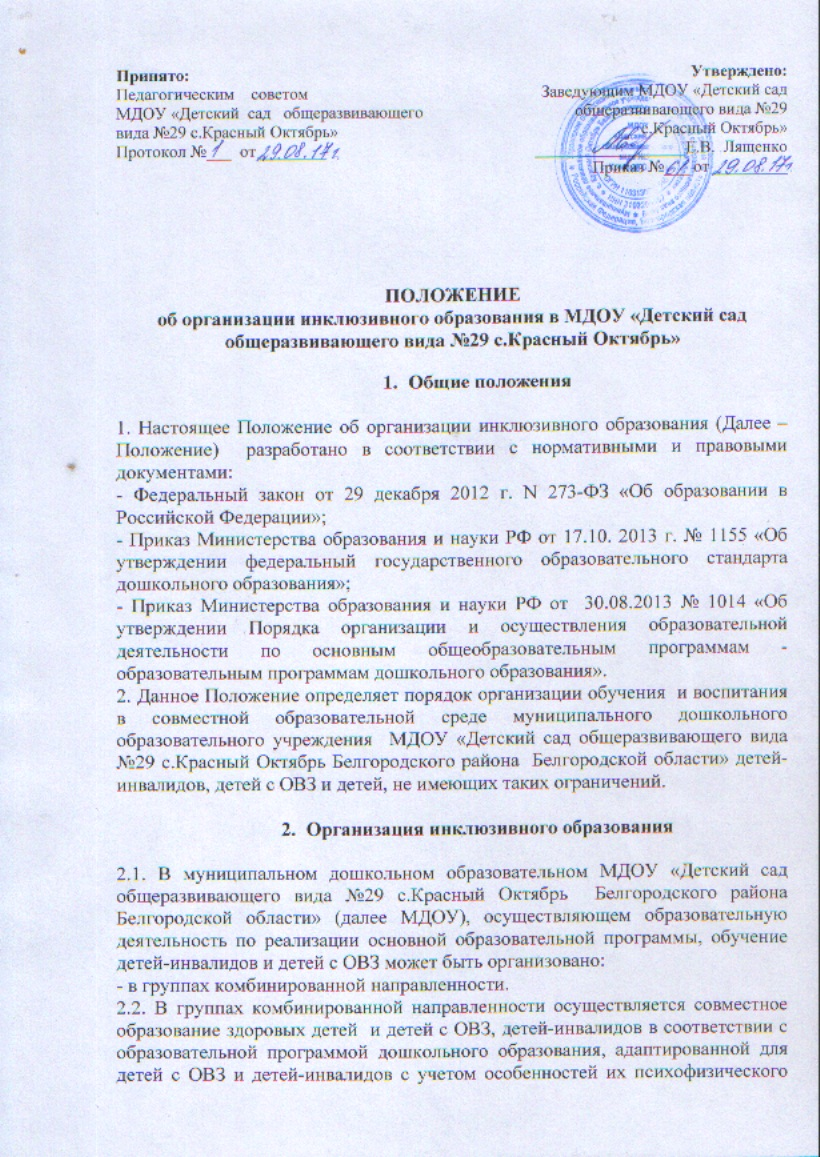 Принято:
Педагогическим советом
МДОУ «Детский сад общеразвивающего
вида №29 с.Красный Октябрь»
Протокол № 1 от 29.08.17г.
Утверждено:
Заведующим МДОУ «Детский сад
общеразвивающего вида №29
с.Красный Октябрь»
Е.В. Лященко
Приказ № 61 от 29.08.17г
ПОЛОЖЕНИЕ
об организации инклюзивного образования в МДОУ «Детский сад
общеразвивающего вида №29 с.Красный Октябрь»
1. Общие положения
1. Настоящее Положение об организации инклюзивного образования (Далее –
Положение) разработано в соответствии с нормативными и правовыми
документами:
- Федеральный закон от 29 декабря 2012 г. N 273-ФЗ «Об образовании в
Российской Федерации»;
- Приказ Министерства образования и науки РФ от 17.10. 2013 г. № 1155 «Об
утверждении федеральный государственного образовательного стандарта
дошкольного образования»;
- Приказ Министерства образования и науки РФ от 30.08.2013 № 1014 «Об
утверждении Порядка организации и осуществления образовательной
деятельности по основным общеобразовательным программам -
образовательным программам дошкольного образования».
2. Данное Положение определяет порядок организации обучения и воспитания
в совместной образовательной среде муниципального дошкольного
образовательного учреждения МДОУ «Детский сад общеразвивающего вида
№29 с.Красный Октябрь Белгородского района Белгородской области» детей-
инвалидов, детей с ОВЗ и детей, не имеющих таких ограничений.
2. Организация инклюзивного образования
2.1. В муниципальном дошкольном образовательном МДОУ «Детский сад
общеразвивающего вида №29 с.Красный Октябрь Белгородского района
Белгородской области» (далее МДОУ), осуществляющем образовательную
деятельность по реализации основной образовательной программы, обучение
детей-инвалидов и детей с ОВЗ может быть организовано:
- в группах комбинированной направленности.
2.2. В группах комбинированной направленности осуществляется совместное
образование здоровых детей и детей с ОВЗ, детей-инвалидов в соответствии с
образовательной программой дошкольного образования, адаптированной для
детей с ОВЗ и детей-инвалидов с учетом особенностей их психофизического